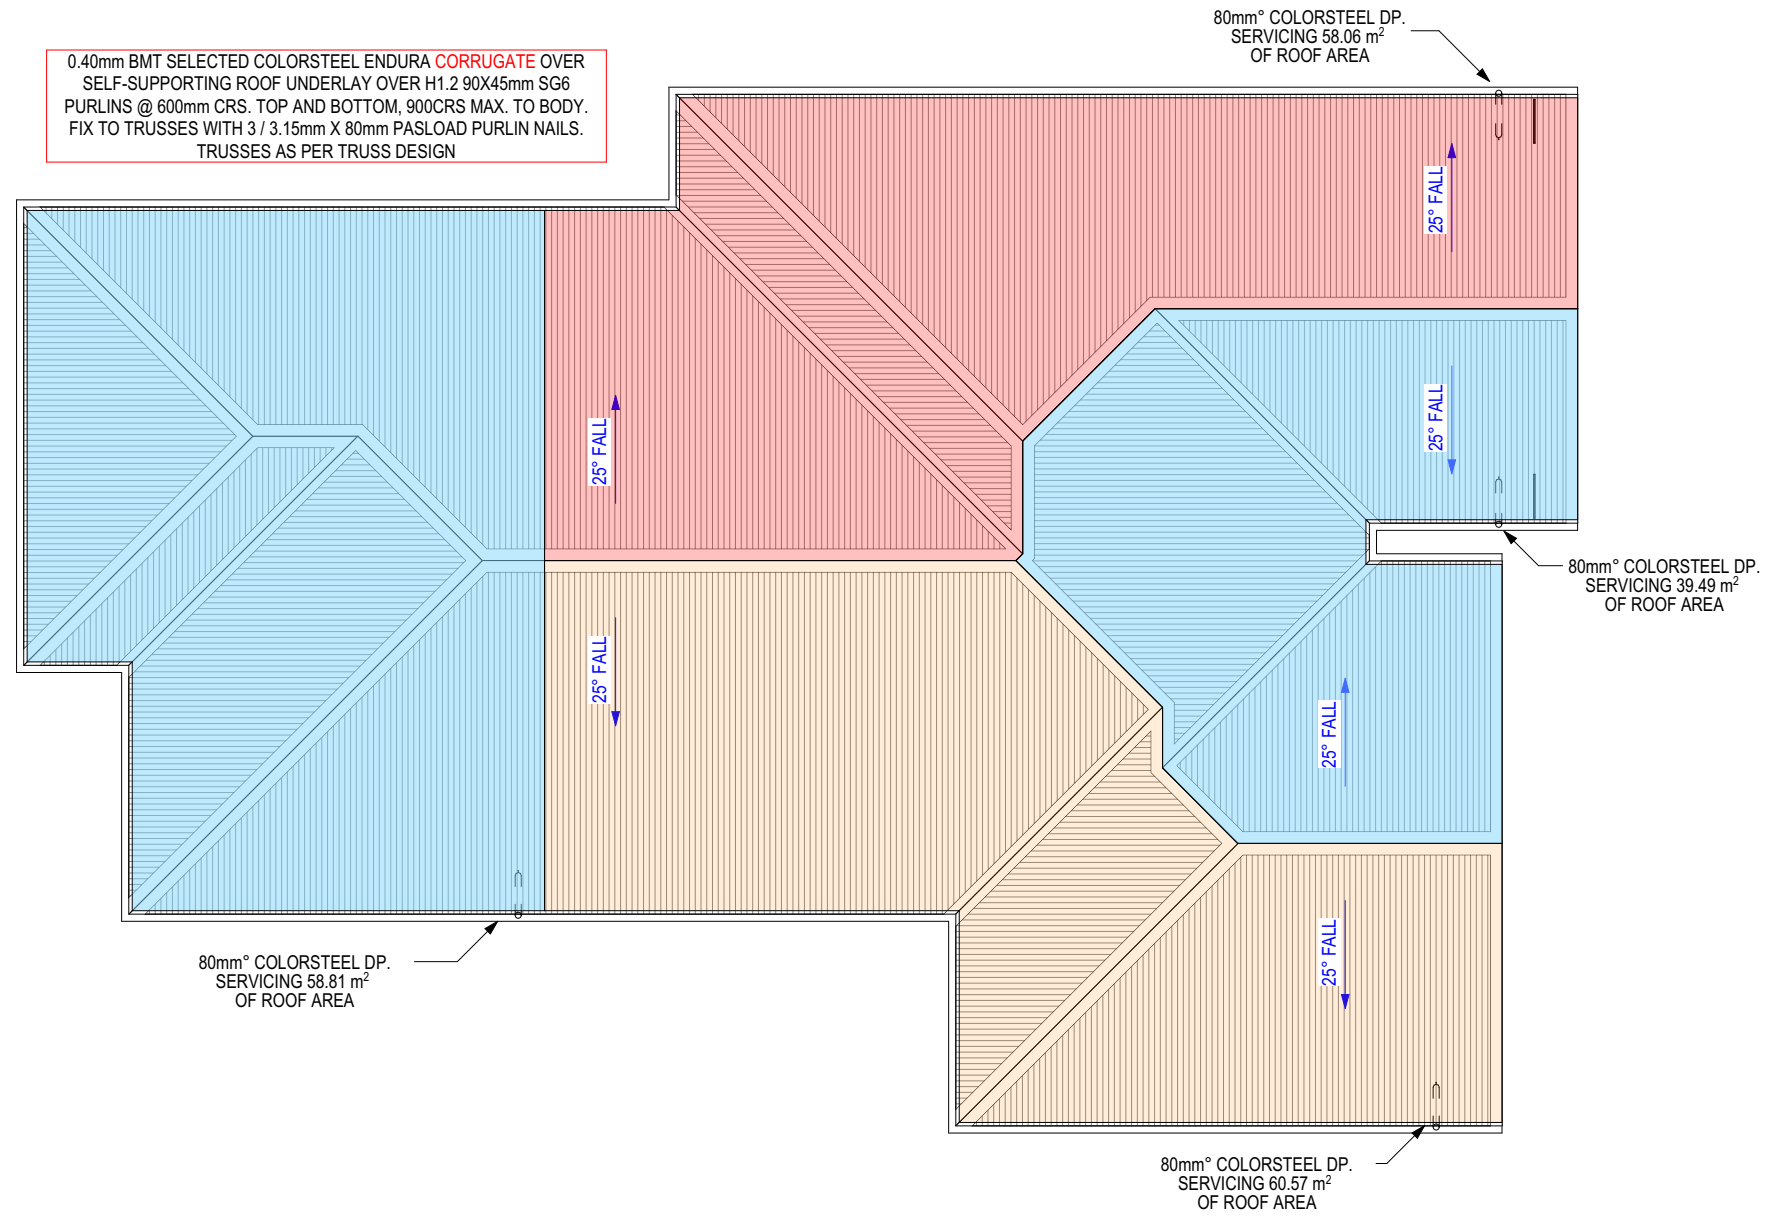 80mm° COLORSTEEL DP.
SERVICING 58.06 m²
OF ROOF AREA
0.40mm BMT SELECTED COLORSTEEL ENDURA CORRUGATE OVER
SELF-SUPPORTING ROOF UNDERLAY OVER H1.2 90X45mm SG6
PURLINS @ 600mm CRS. TOP AND BOTTOM, 900CRS MAX. TO BODY.
FIX TO TRUSSES WITH 3 / 3.15mm X 80mm PASLOAD PURLIN NAILS.
TRUSSES AS PER TRUSS DESIGN
25° FALL
25° FALL
25° FALL
80mm° COLORSTEEL DP.
SERVICING 39.49 m²
OF ROOF AREA
25° FALL
25° FALL
25° FALL
80mm° COLORSTEEL DP.
SERVICING 58.81 m²
OF ROOF AREA
80mm° COLORSTEEL DP.
SERVICING 60.57 m²
OF ROOF AREA